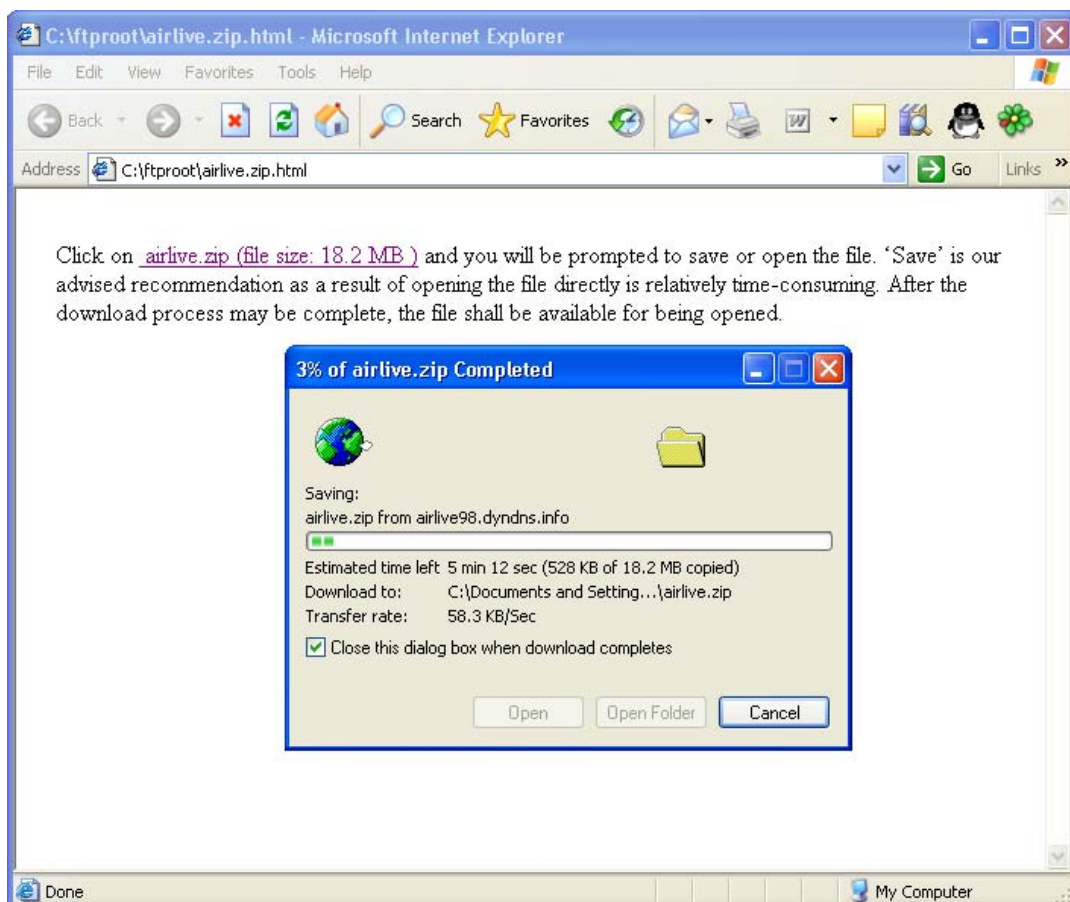 C:\ftproot\airlive.zip.html - Microsoft Internet Explorer
File Edit View Favorites Tools Help
Back Search Favorites W
Address C:\ftproot\airlive.zip.html Go Links »
Click on airlive.zip (file size: 18.2 MB ) and you will be prompted to save or open the file. ‘Save’ is our
advised recommendation as a result of opening the file directly is relatively time-consuming. After the
download process may be complete, the file shall be available for being opened.
3% of airlive.zip Completed
Saving:
airlive.zip from airlive98.dyndns.info
Estimated time left 5 min 12 sec (528 KB of 18.2 MB copied)
Download to: C:\Documents and Setting...\airlive.zip
Transfer rate: 58.3 KB/Sec
Close this dialog box when download completes
Open Open Folder Cancel
Done My Computer